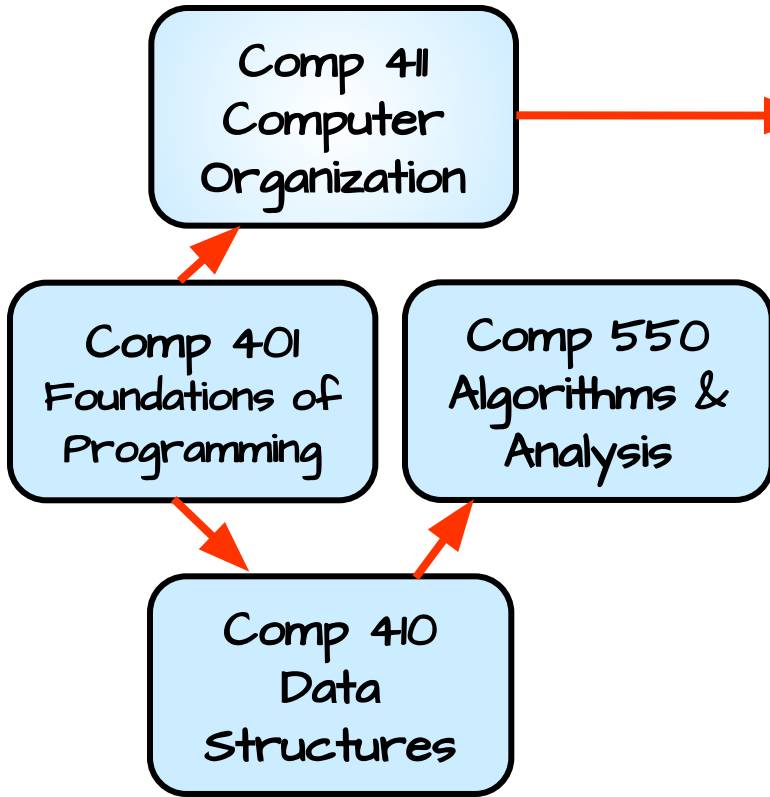 Comp 411
Computer
Organization
Comp 401
Foundations of
Programming
Comp 550
Algorithms &
Analysis
Comp 410
Data
Structures